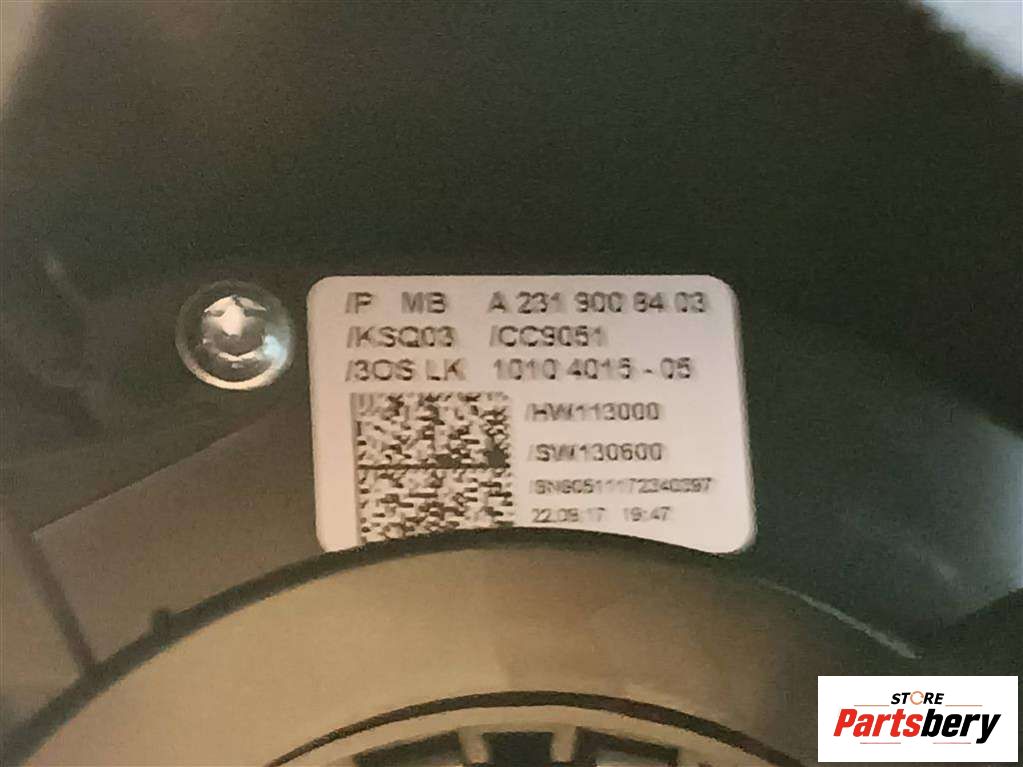 /P MB A 231 900 84 03
/KSQ03 /CC9051
/3OS LK 1010 4015 - 05
/HW113000
/SW130600
/SN90511172340397
22.09.17 19:47
STORE
Partsbery